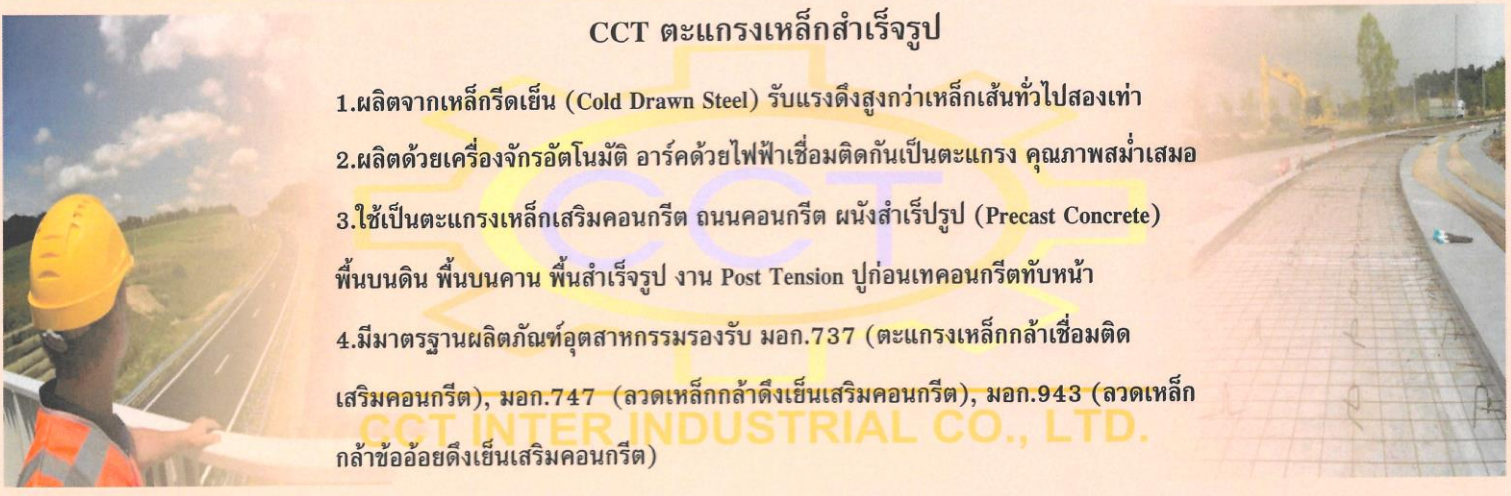 CCT ตะแกรงเหล็กสำเร็จรูป
1.ผลิตจากเหล็กรีดเย็น (Cold Drawn Steel) รับแรงดึงสูงกว่าเหล็กเส้นทั่วไปสองเท่า
2.ผลิตด้วยเครื่องจักรอัตโนมัติ อาร์คด้วยไฟฟ้าเชื่อมติดกันเป็นตะแกรง คุณภาพสม่ำเสมอ
CCT
3.ใช้เป็นตะแกรงเหล็กเสริมคอนกรีต ถนนคอนกรีต ผนังสำเร็ปรูป (Precast Concrete)
พื้นบนดิน พื้นบนคาน พื้นสำเร็จรูป งาน Post Tension ปูก่อนเทคอนกรีตทับหน้า
4.มีมาตรฐานผลิตภัณฑ์อุตสาหกรรมรองรับ มอก.737 (ตะแกรงเหล็กกล้าเชื่อมติด
เสริมคอนกรีต), มอก.747 (ลวดเหล็กกล้าดึงเย็นเสริมคอนกรีต), มอก.943 (ลวดเหล็ก
CCT INTER INDUSTRIAL CO., LTD.
กล้าข้ออ้อยดึงเย็นเสริมคอนกรีต)